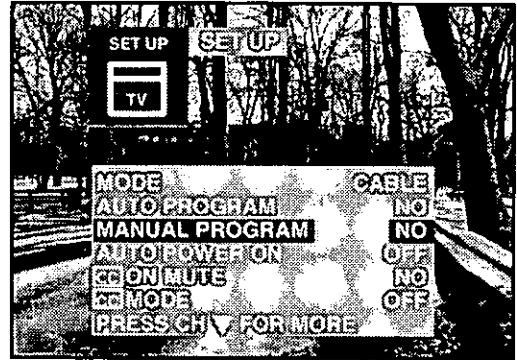 SET UP SET UP
TV
MODE CABLE
AUTO PROGRAM NO
MANUAL PROGRAM NO
AUTO POWER ON OFF
CC ON MUTE NO
CC MODE OFF
PRESS CH ▽ FOR MORE